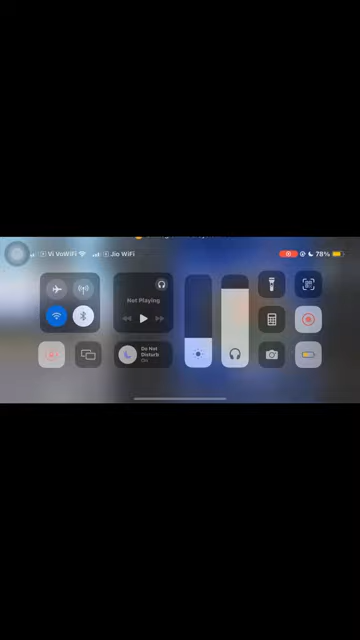 Vi VoWiFi
Jio WiFi
78%
Not Playing
Do Not
Disturb
On